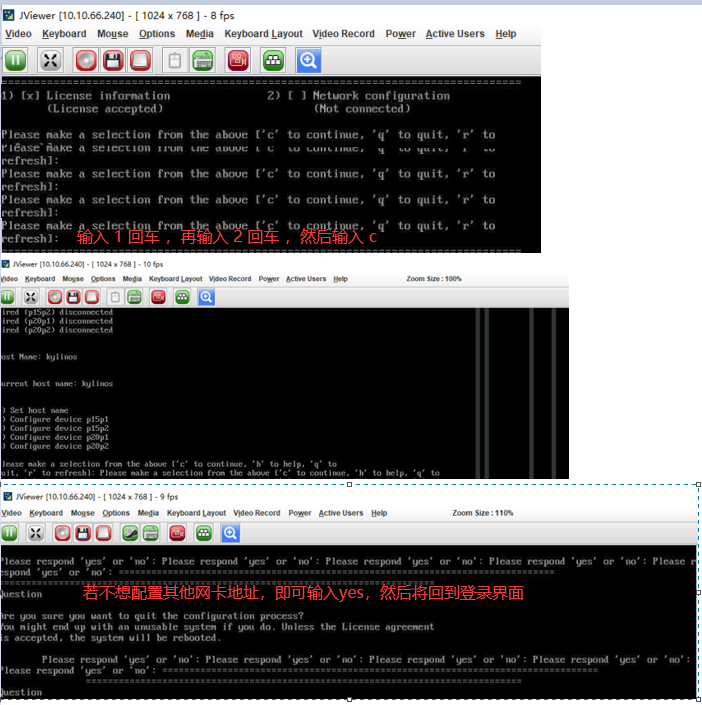 JViewer [10.10.66.240] - [ 1024 x 768 ] - 8 fps
Video Keyboard Mouse Options Media Keyboard Layout Video Record Power Active Users Help
================================================================================
1) [x] License information 2) [ ] Network configuration
(License accepted) (Not connected)
Please make a selection from the above ['c' to continue, 'q' to quit, 'r' to
Please make a selection from the above ['c' to continue, 'q' to quit, 'r' to
refresh]:
Please make a selection from the above ['c' to continue, 'q' to quit, 'r' to
refresh]:
Please make a selection from the above ['c' to continue, 'q' to quit, 'r' to
refresh]:
Please make a selection from the above ['c' to continue, 'q' to quit, 'r' to
refresh]: 输入 1 回车 ，再输入 2 回车 ，然后输入 c
================================================================================
JViewer [10.10.66.240] - [ 1024 x 768 ] - 10 fps
Video Keyboard Mouse Options Media Keyboard Layout Video Record Power Active Users Help Zoom Size : 100%
ired (p15p2) disconnected
ired (p20p1) disconnected
ired (p20p2) disconnected
ost Name: kylinos
urrent host name: kylinos
) Set host name
) Configure device p15p1
) Configure device p15p2
) Configure device p20p1
) Configure device p20p2
lease make a selection from the above ['c' to continue, 'h' to help, 'q' to
uit, 'r' to refresh]: Please make a selection from the above ['c' to continue, 'h' to help, 'q' to
JViewer [10.10.66.240] - [ 1024 x 768 ] - 9 fps
Video Keyboard Mouse Options Media Keyboard Layout Video Record Power Active Users Help Zoom Size : 110%
Please respond 'yes' or 'no': Please respond 'yes' or 'no': Please respond 'yes' or 'no': Please respond 'yes' or 'no': Please r
espond 'yes' or 'no': ================================================================================
================================================================================
若不想配置其他网卡地址，即可输入yes，然后将回到登录界面
Question
Are you sure you want to quit the configuration process?
You might end up with an unusable system if you do. Unless the License agreement
is accepted, the system will be rebooted.
Please respond 'yes' or 'no': Please respond 'yes' or 'no': Please respond 'yes' or 'no': Please respond 'yes' or 'no':
Please respond 'yes' or 'no': ================================================================================
================================================================================
Question